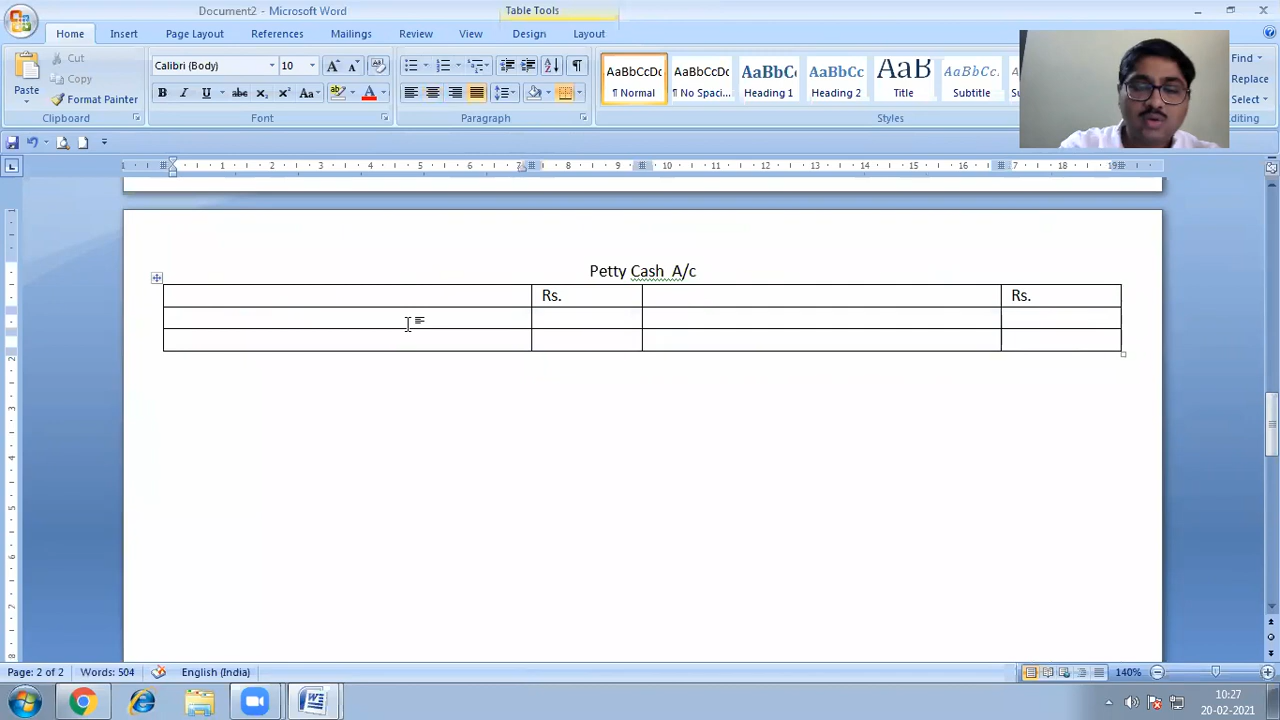 Document2 - Microsoft Word
Table Tools
Home Insert Page Layout References Mailings Review View Design Layout
Paste
Cut
Copy
Format Painter
Clipboard
Calibri (Body) 10
Font
Paragraph
AaBbCcDc AaBbCcDc AaBbCc AaBbCc AaB AaBbCc.
¶ Normal ¶ No Spaci... Heading 1 Heading 2 Title Subtitle
Styles
Find
Replace
Select
Petty Cash A/c
Rs. Rs.
Page: 2 of 2 Words: 504 English (India) 140%
10:27
20-02-2021